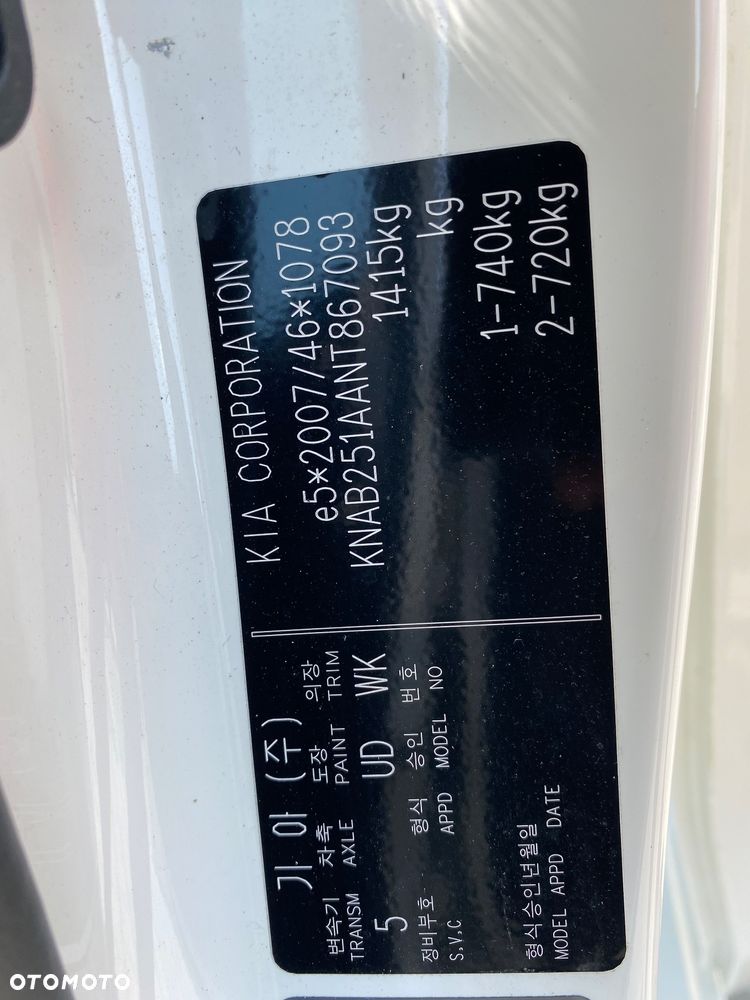 기 아 (주) KIA CORPORATION
변속기 차축 도장 의장
TRANSM AXLE PAINT TRIM e5*2007/46*1078
5 UD WK KNAB251AANT867093
정비부호 형식 승인 번호 1415kg
S,V,C APPD MODEL NO kg
1-740kg
형식승인년월일 2-720kg
MODEL APPD DATE
OTOMOTO